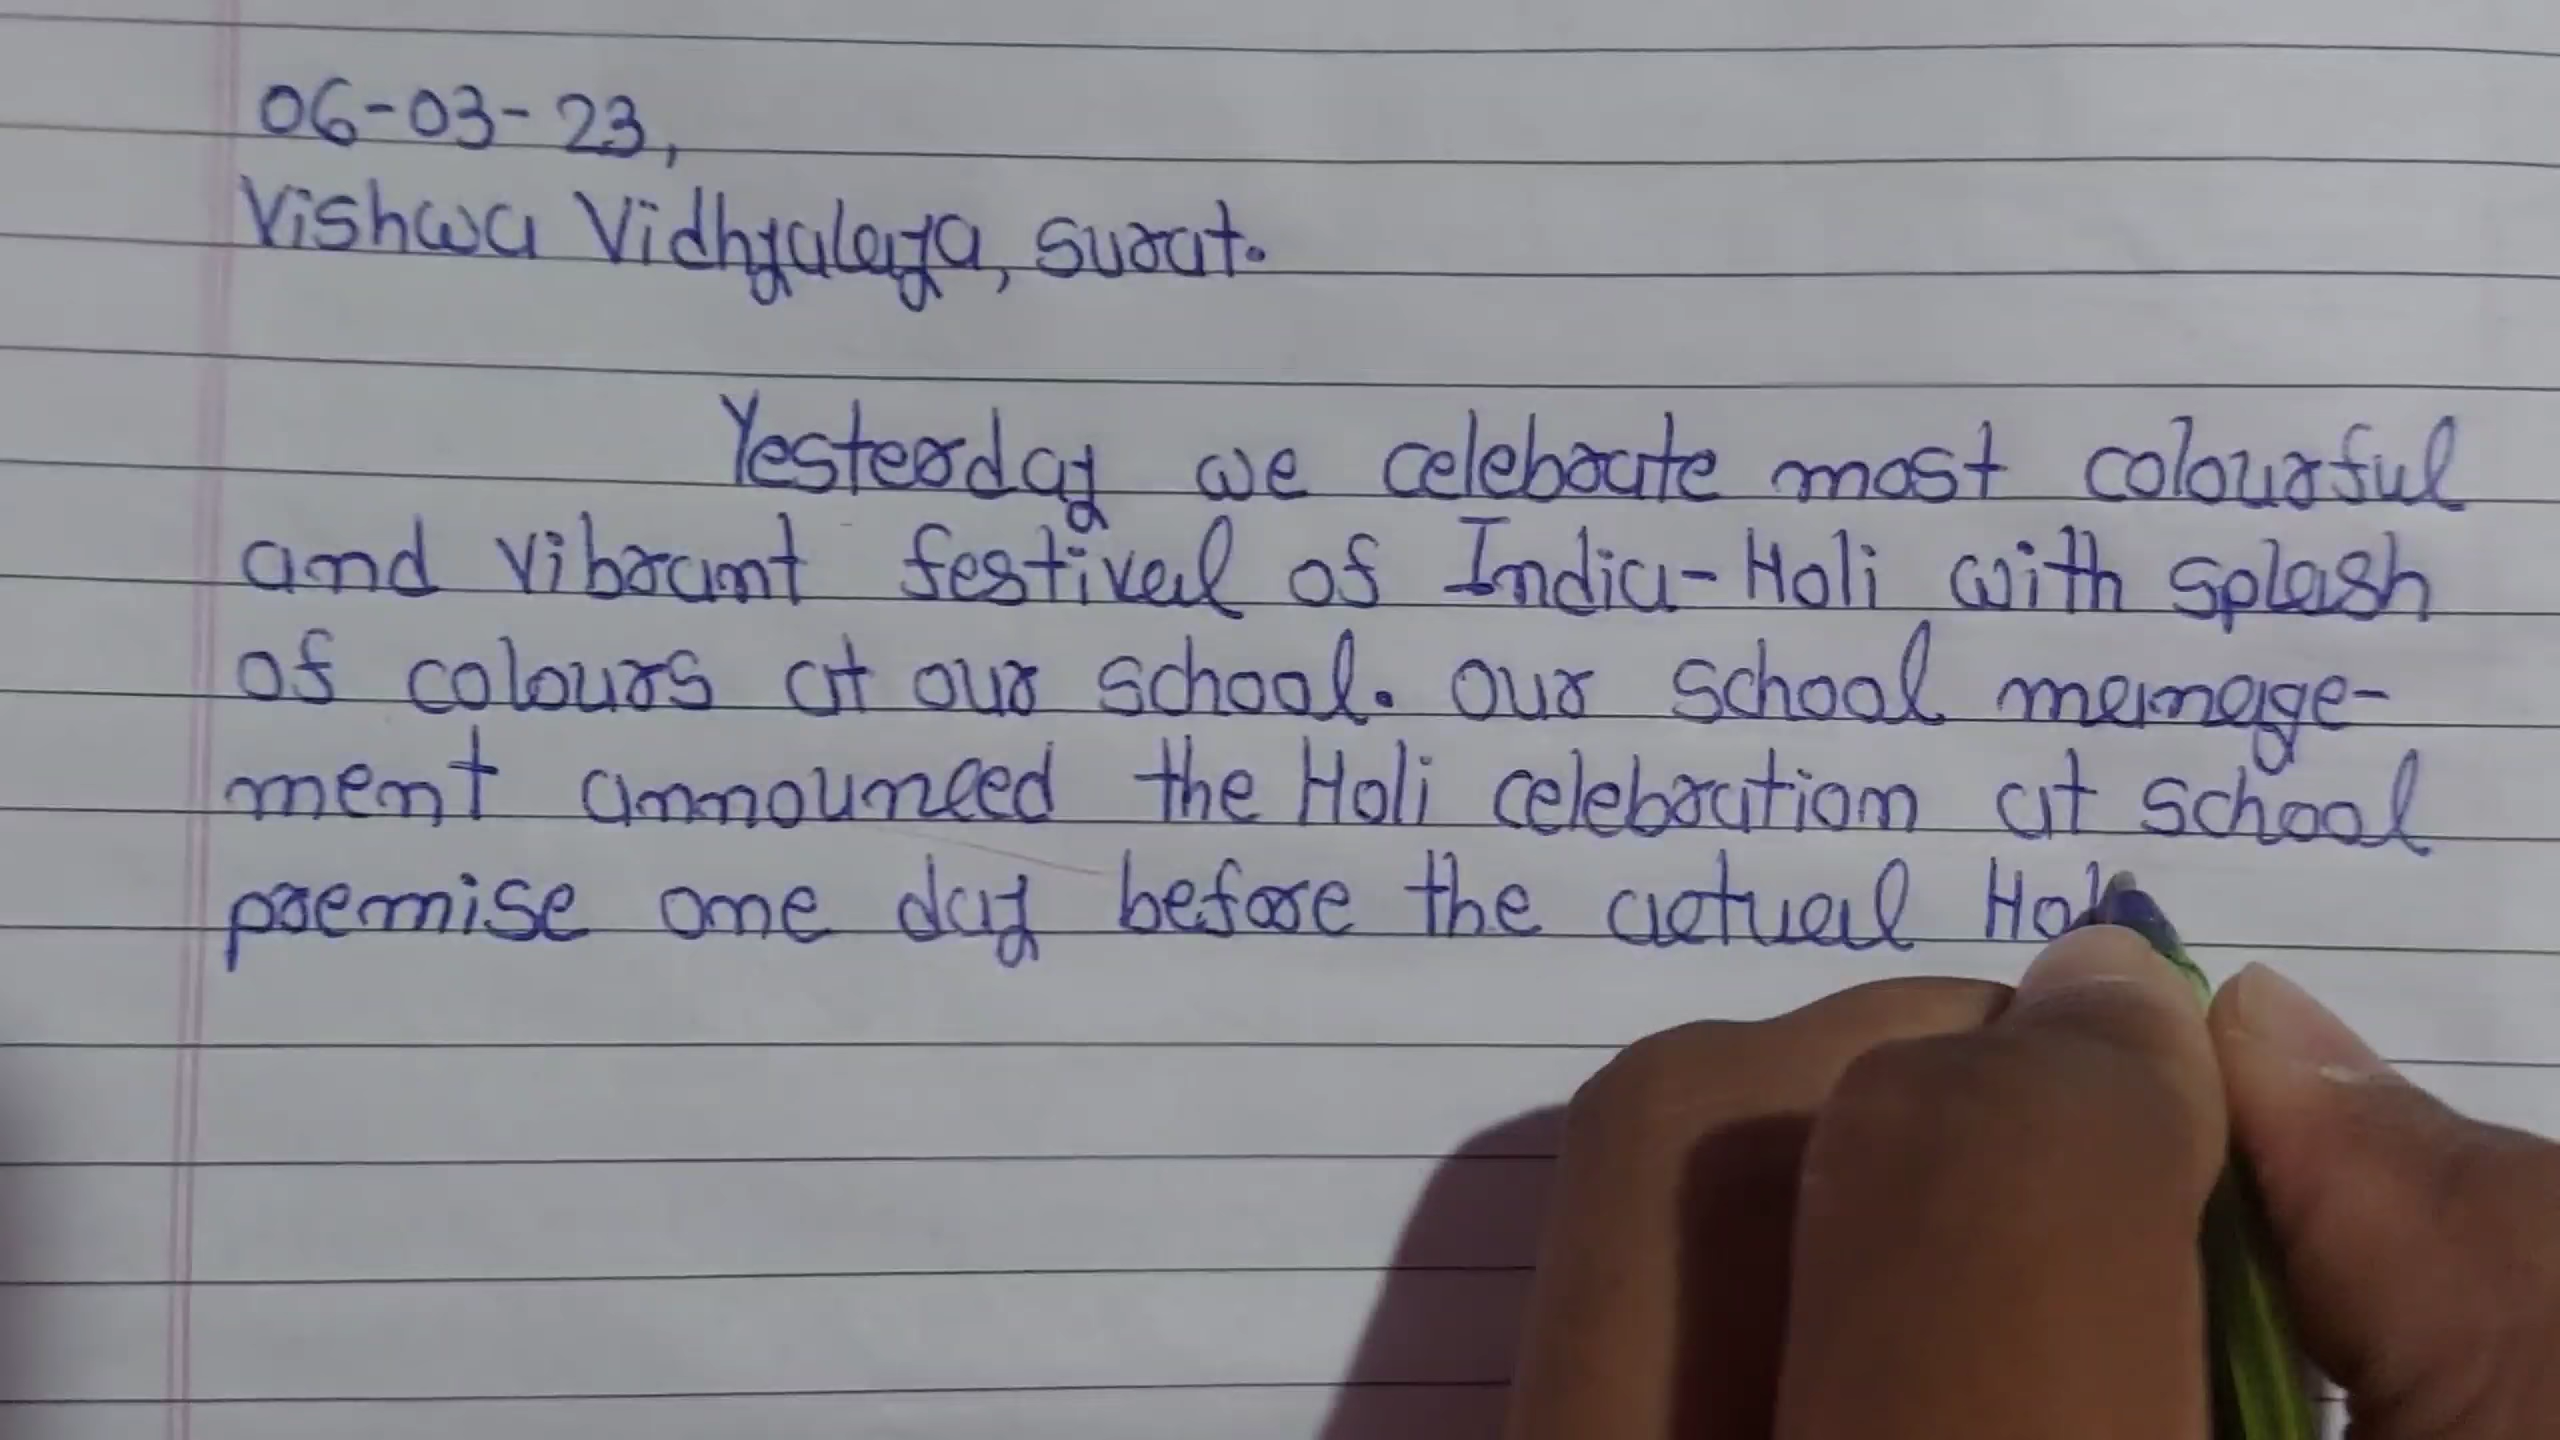 06-03-23,
Vishwa Vidhyalaya, Surat.
Yesterday we celebrate most colourful
and vibrant festival of India-Holi with splash
of colours at our school. Our school manage-
ment announced the Holi celebration at school
premise one day before the actual Hol